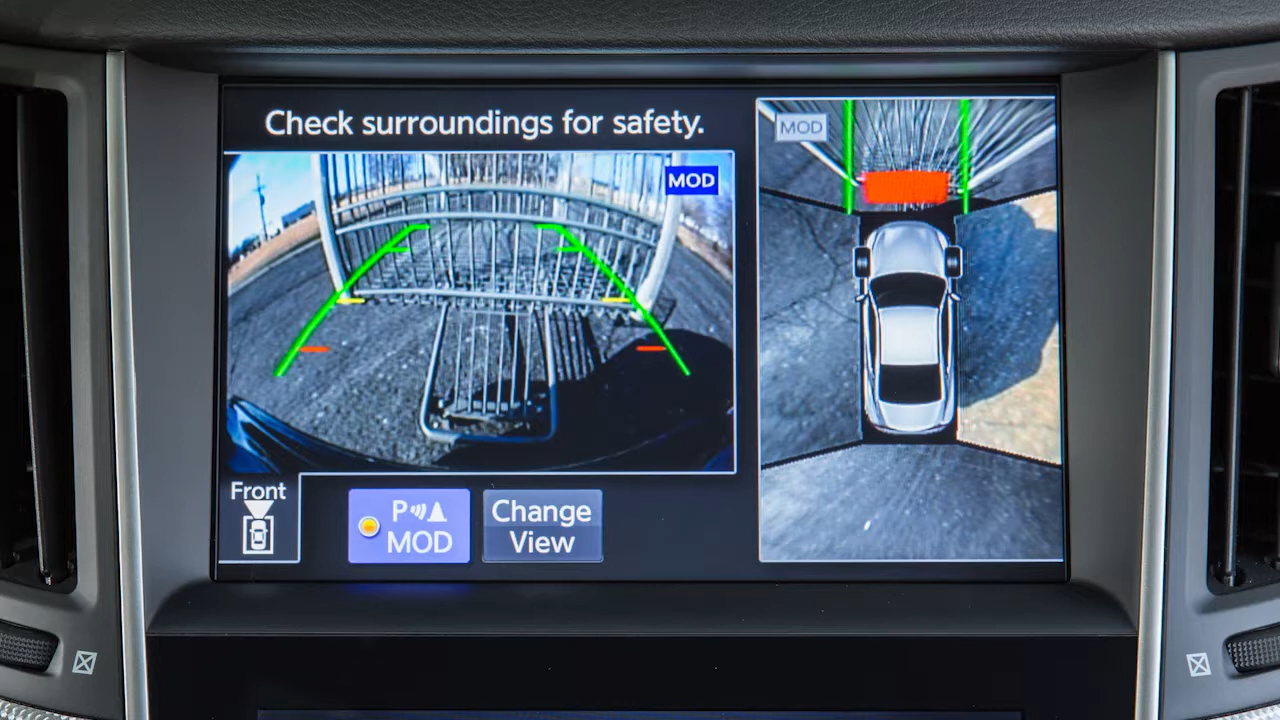 Check surroundings for safety.
MOD
MOD
Front
P
MOD
Change
View